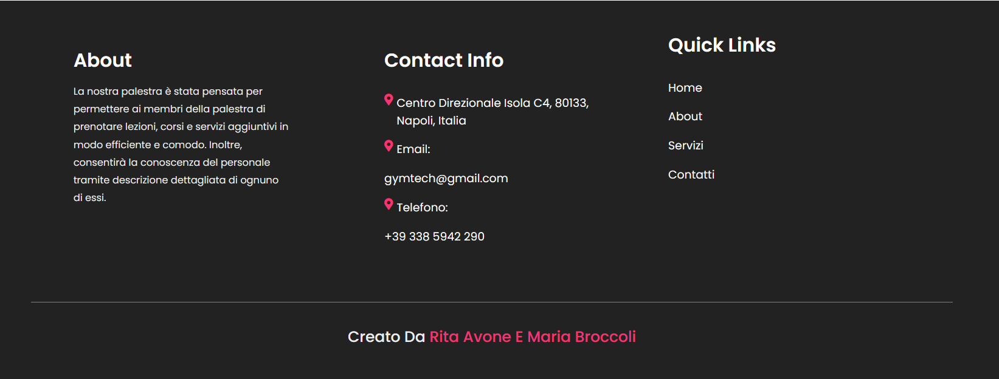 About
La nostra palestra è stata pensata per
permettere ai membri della palestra di
prenotare lezioni, corsi e servizi aggiuntivi in
modo efficiente e comodo. Inoltre,
consentirà la conoscenza del personale
tramite descrizione dettagliata di ognuno
di essi.
Contact Info
Centro Direzionale Isola C4, 80133,
Napoli, Italia
Email:
gymtech@gmail.com
Telefono:
+39 338 5942 290
Quick Links
Home
About
Servizi
Contatti
Creato Da Rita Avone E Maria Broccoli